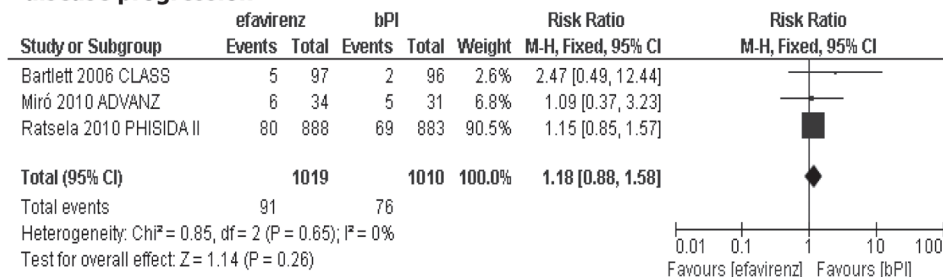 efavirenz bPI Risk Ratio Risk Ratio
Study or Subgroup Events Total Events Total Weight M-H, Fixed, 95% CI M-H, Fixed, 95% CI
Bartlett 2006 CLASS 5 97 2 96 2.6% 2.47 [0.49, 12.44]
Miró 2010 ADVANZ 6 34 5 31 6.8% 1.09 [0.37, 3.23]
Ratsela 2010 PHISIDA II 80 888 69 883 90.5% 1.15 [0.85, 1.57]
Total (95% CI) 1019 1010 100.0% 1.18 [0.88, 1.58]
Total events 91 76
Heterogeneity: Chi² = 0.85, df = 2 (P = 0.65); I² = 0%
Test for overall effect: Z = 1.14 (P = 0.26)
0.01 0.1 1 10 100
Favours [efavirenz] Favours [bPI]